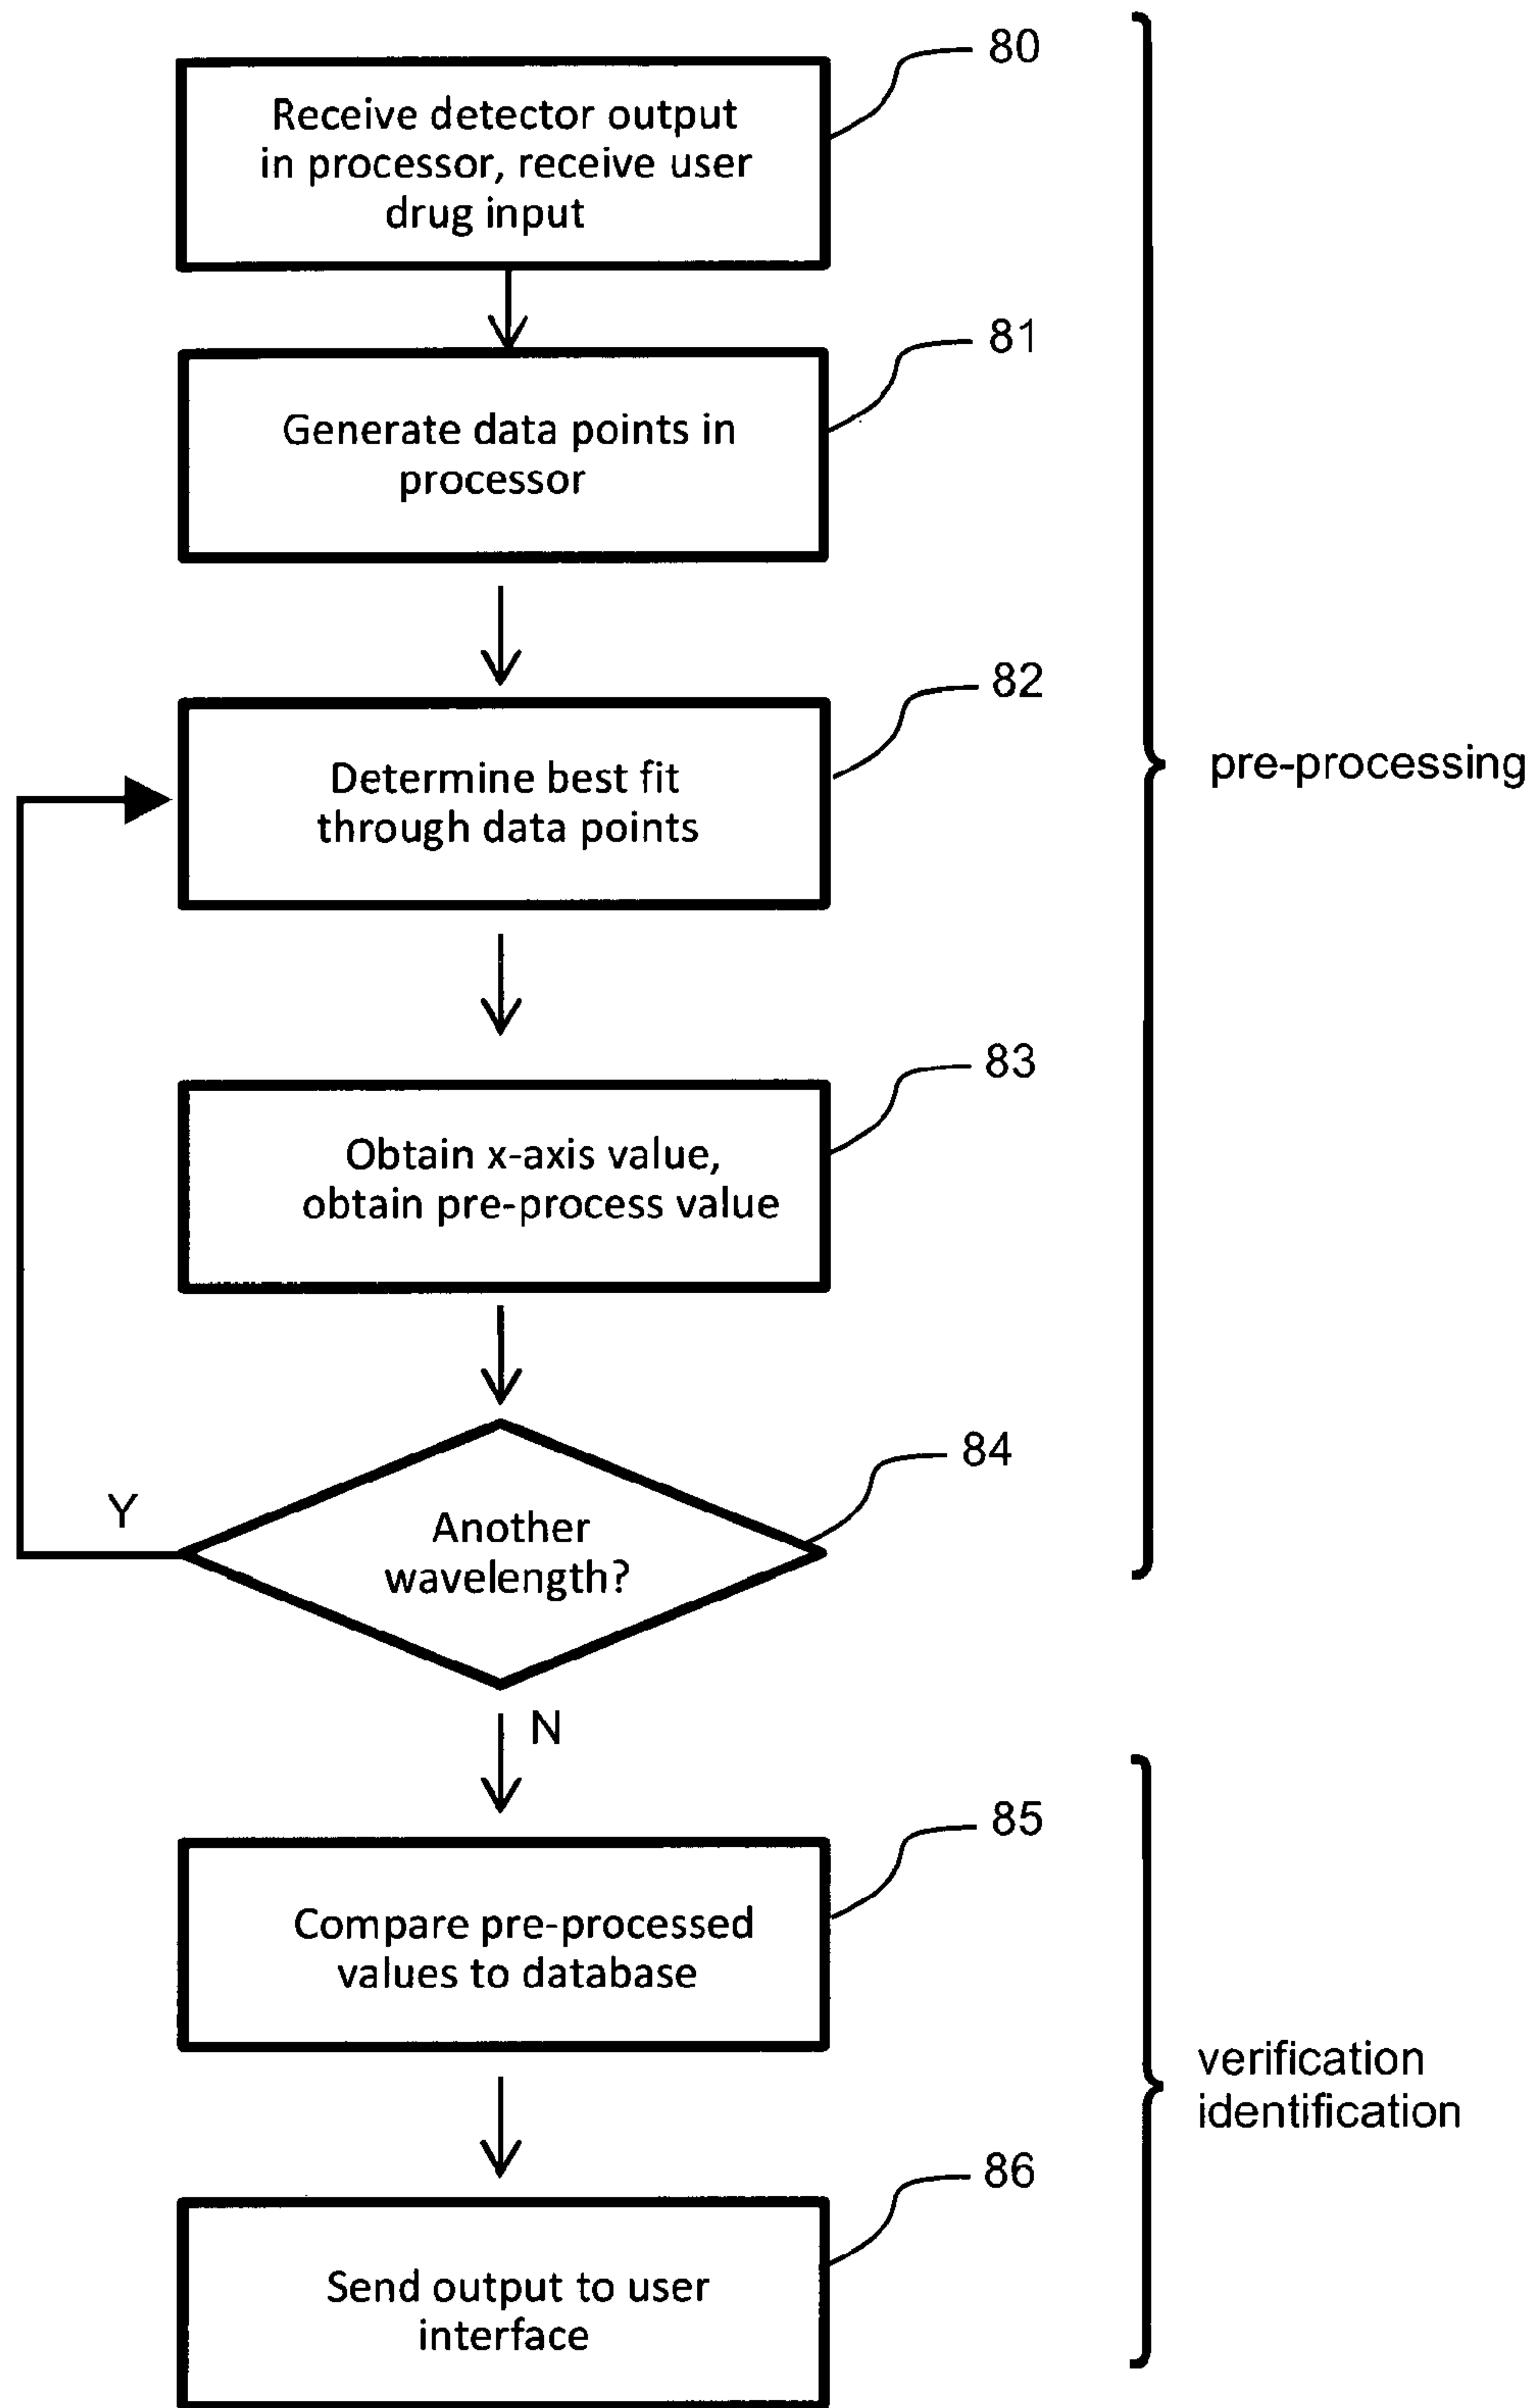 80
Receive detector output
in processor, receive user
drug input
81
Generate data points in
processor
82
Determine best fit
through data points
pre-processing
83
Obtain x-axis value,
obtain pre-process value
84
Another
wavelength?
Y
N
85
Compare pre-processed
values to database
verification
identification
86
Send output to user
interface